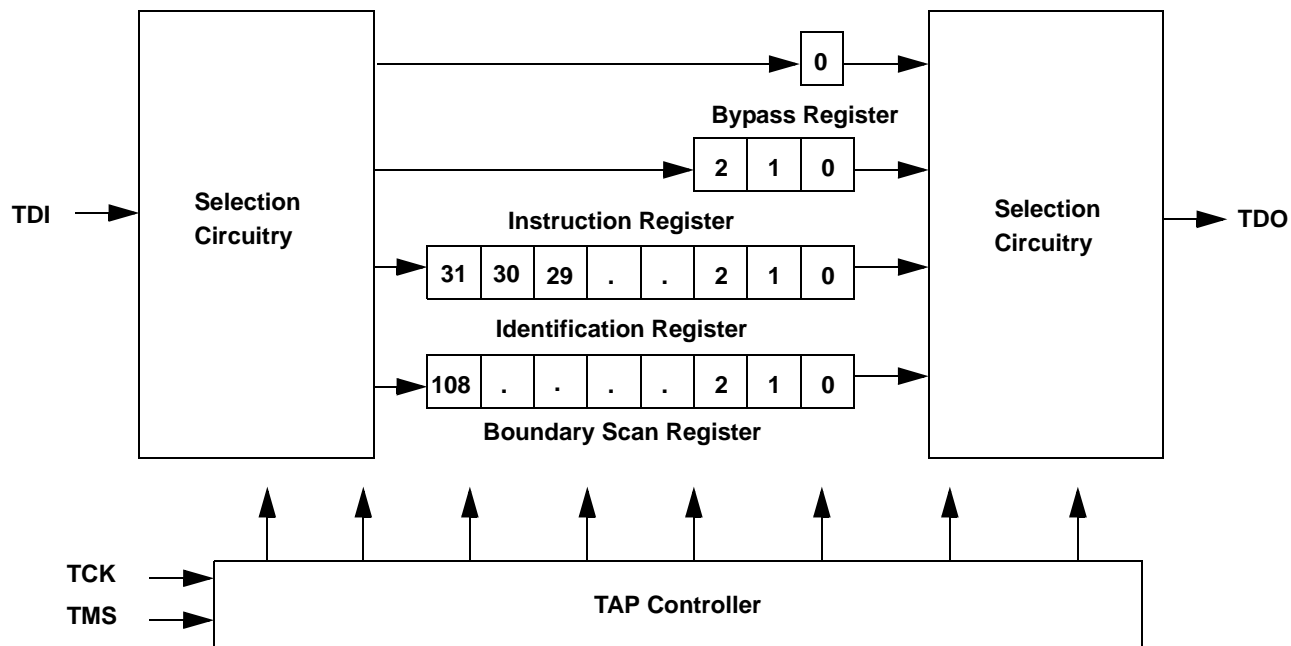 0
Bypass Register
2 1 0
TDI
Selection
Circuitry
Selection
Circuitry
TDO
Instruction Register
31 30 29 . . 2 1 0
Identification Register
108 . . . . 2 1 0
Boundary Scan Register
TCK
TMS
TAP Controller